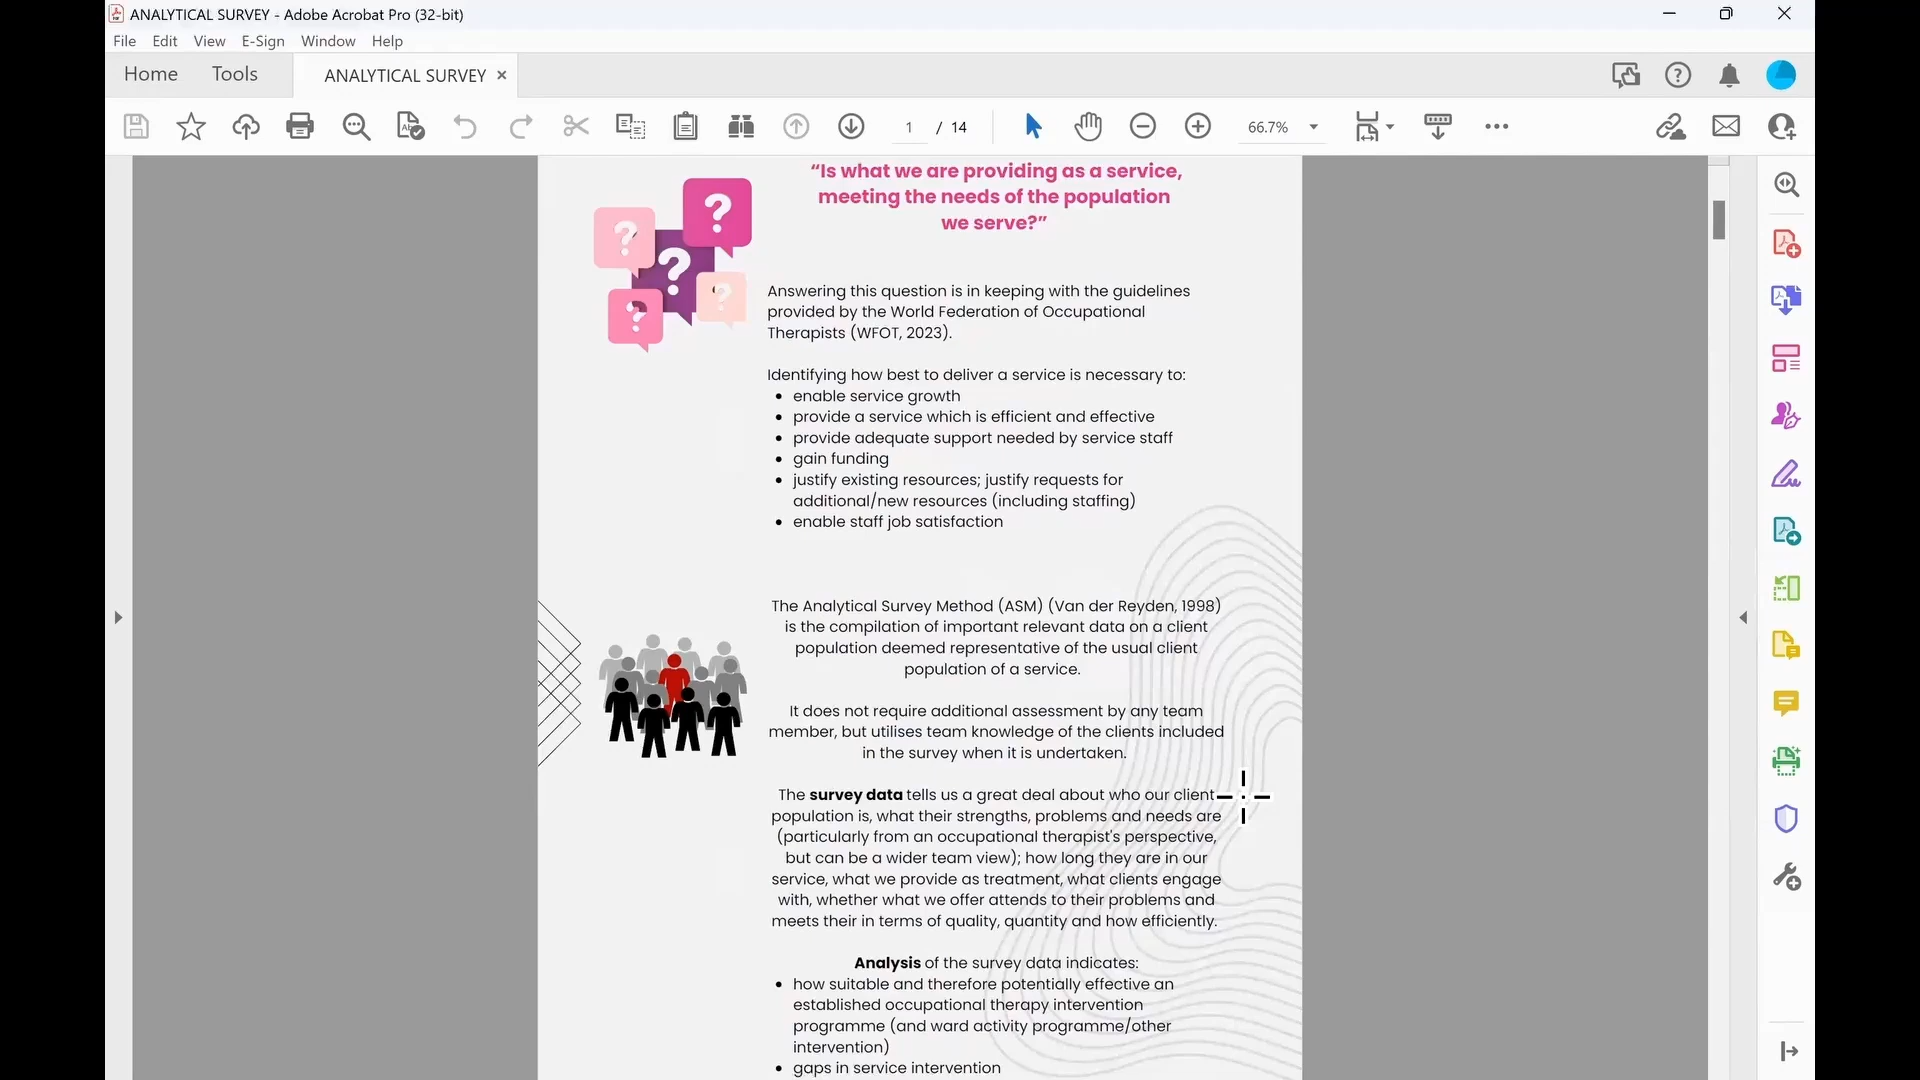 ANALYTICAL SURVEY - Adobe Acrobat Pro (32-bit)
File Edit View E-Sign Window Help
Home Tools ANALYTICAL SURVEY
1 / 14 66.7%
“Is what we are providing as a service,
meeting the needs of the population
we serve?”
? ? ? ? ?
Answering this question is in keeping with the guidelines
provided by the World Federation of Occupational
Therapists (WFOT, 2023).
Identifying how best to deliver a service is necessary to:
• enable service growth
• provide a service which is efficient and effective
• provide adequate support needed by service staff
• gain funding
• justify existing resources; justify requests for
additional/new resources (including staffing)
• enable staff job satisfaction
The Analytical Survey Method (ASM) (Van der Reyden, 1998)
is the compilation of important relevant data on a client
population deemed representative of the usual client
population of a service.
It does not require additional assessment by any team
member, but utilises team knowledge of the clients included
in the survey when it is undertaken.
The survey data tells us a great deal about who our client
population is, what their strengths, problems and needs are
(particularly from an occupational therapist's perspective,
but can be a wider team view); how long they are in our
service, what we provide as treatment, what clients engage
with, whether what we offer attends to their problems and
meets their in terms of quality, quantity and how efficiently.
Analysis of the survey data indicates:
• how suitable and therefore potentially effective an
established occupational therapy intervention
programme (and ward activity programme/other
intervention)
• gaps in service intervention